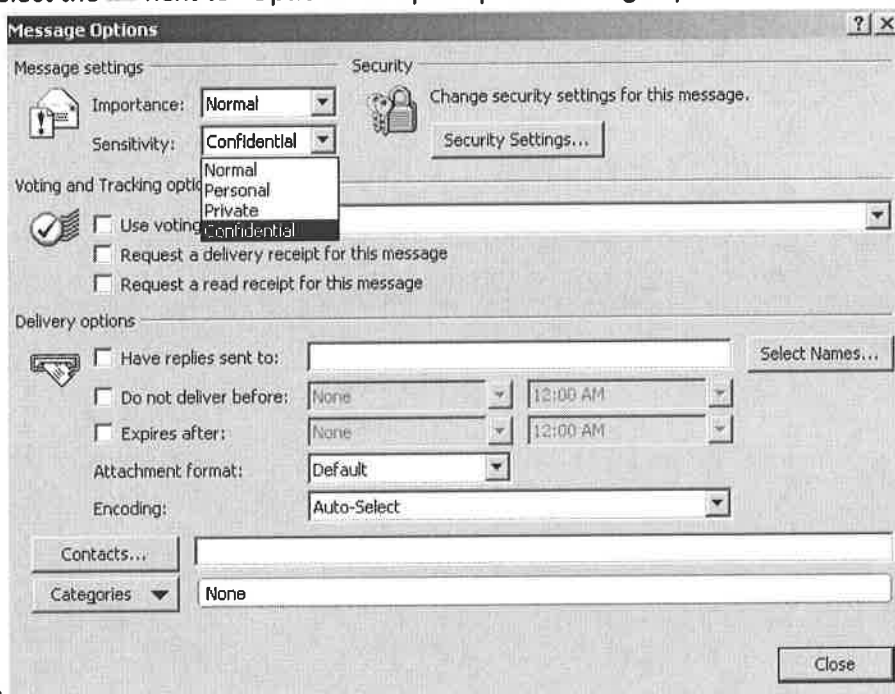 Message Options
Message settings
Security
Importance: Normal
Change security settings for this message.
Sensitivity: Confidential
Security Settings...
Normal
Personal
Private
Confidential
Voting and Tracking
Use voting
Request a delivery receipt for this message
Request a read receipt for this message
Delivery options
Have replies sent to:
Select Names...
Do not deliver before: None 12:00 AM
Expires after: None 12:00 AM
Attachment format: Default
Encoding: Auto-Select
Contacts...
Categories None
Close